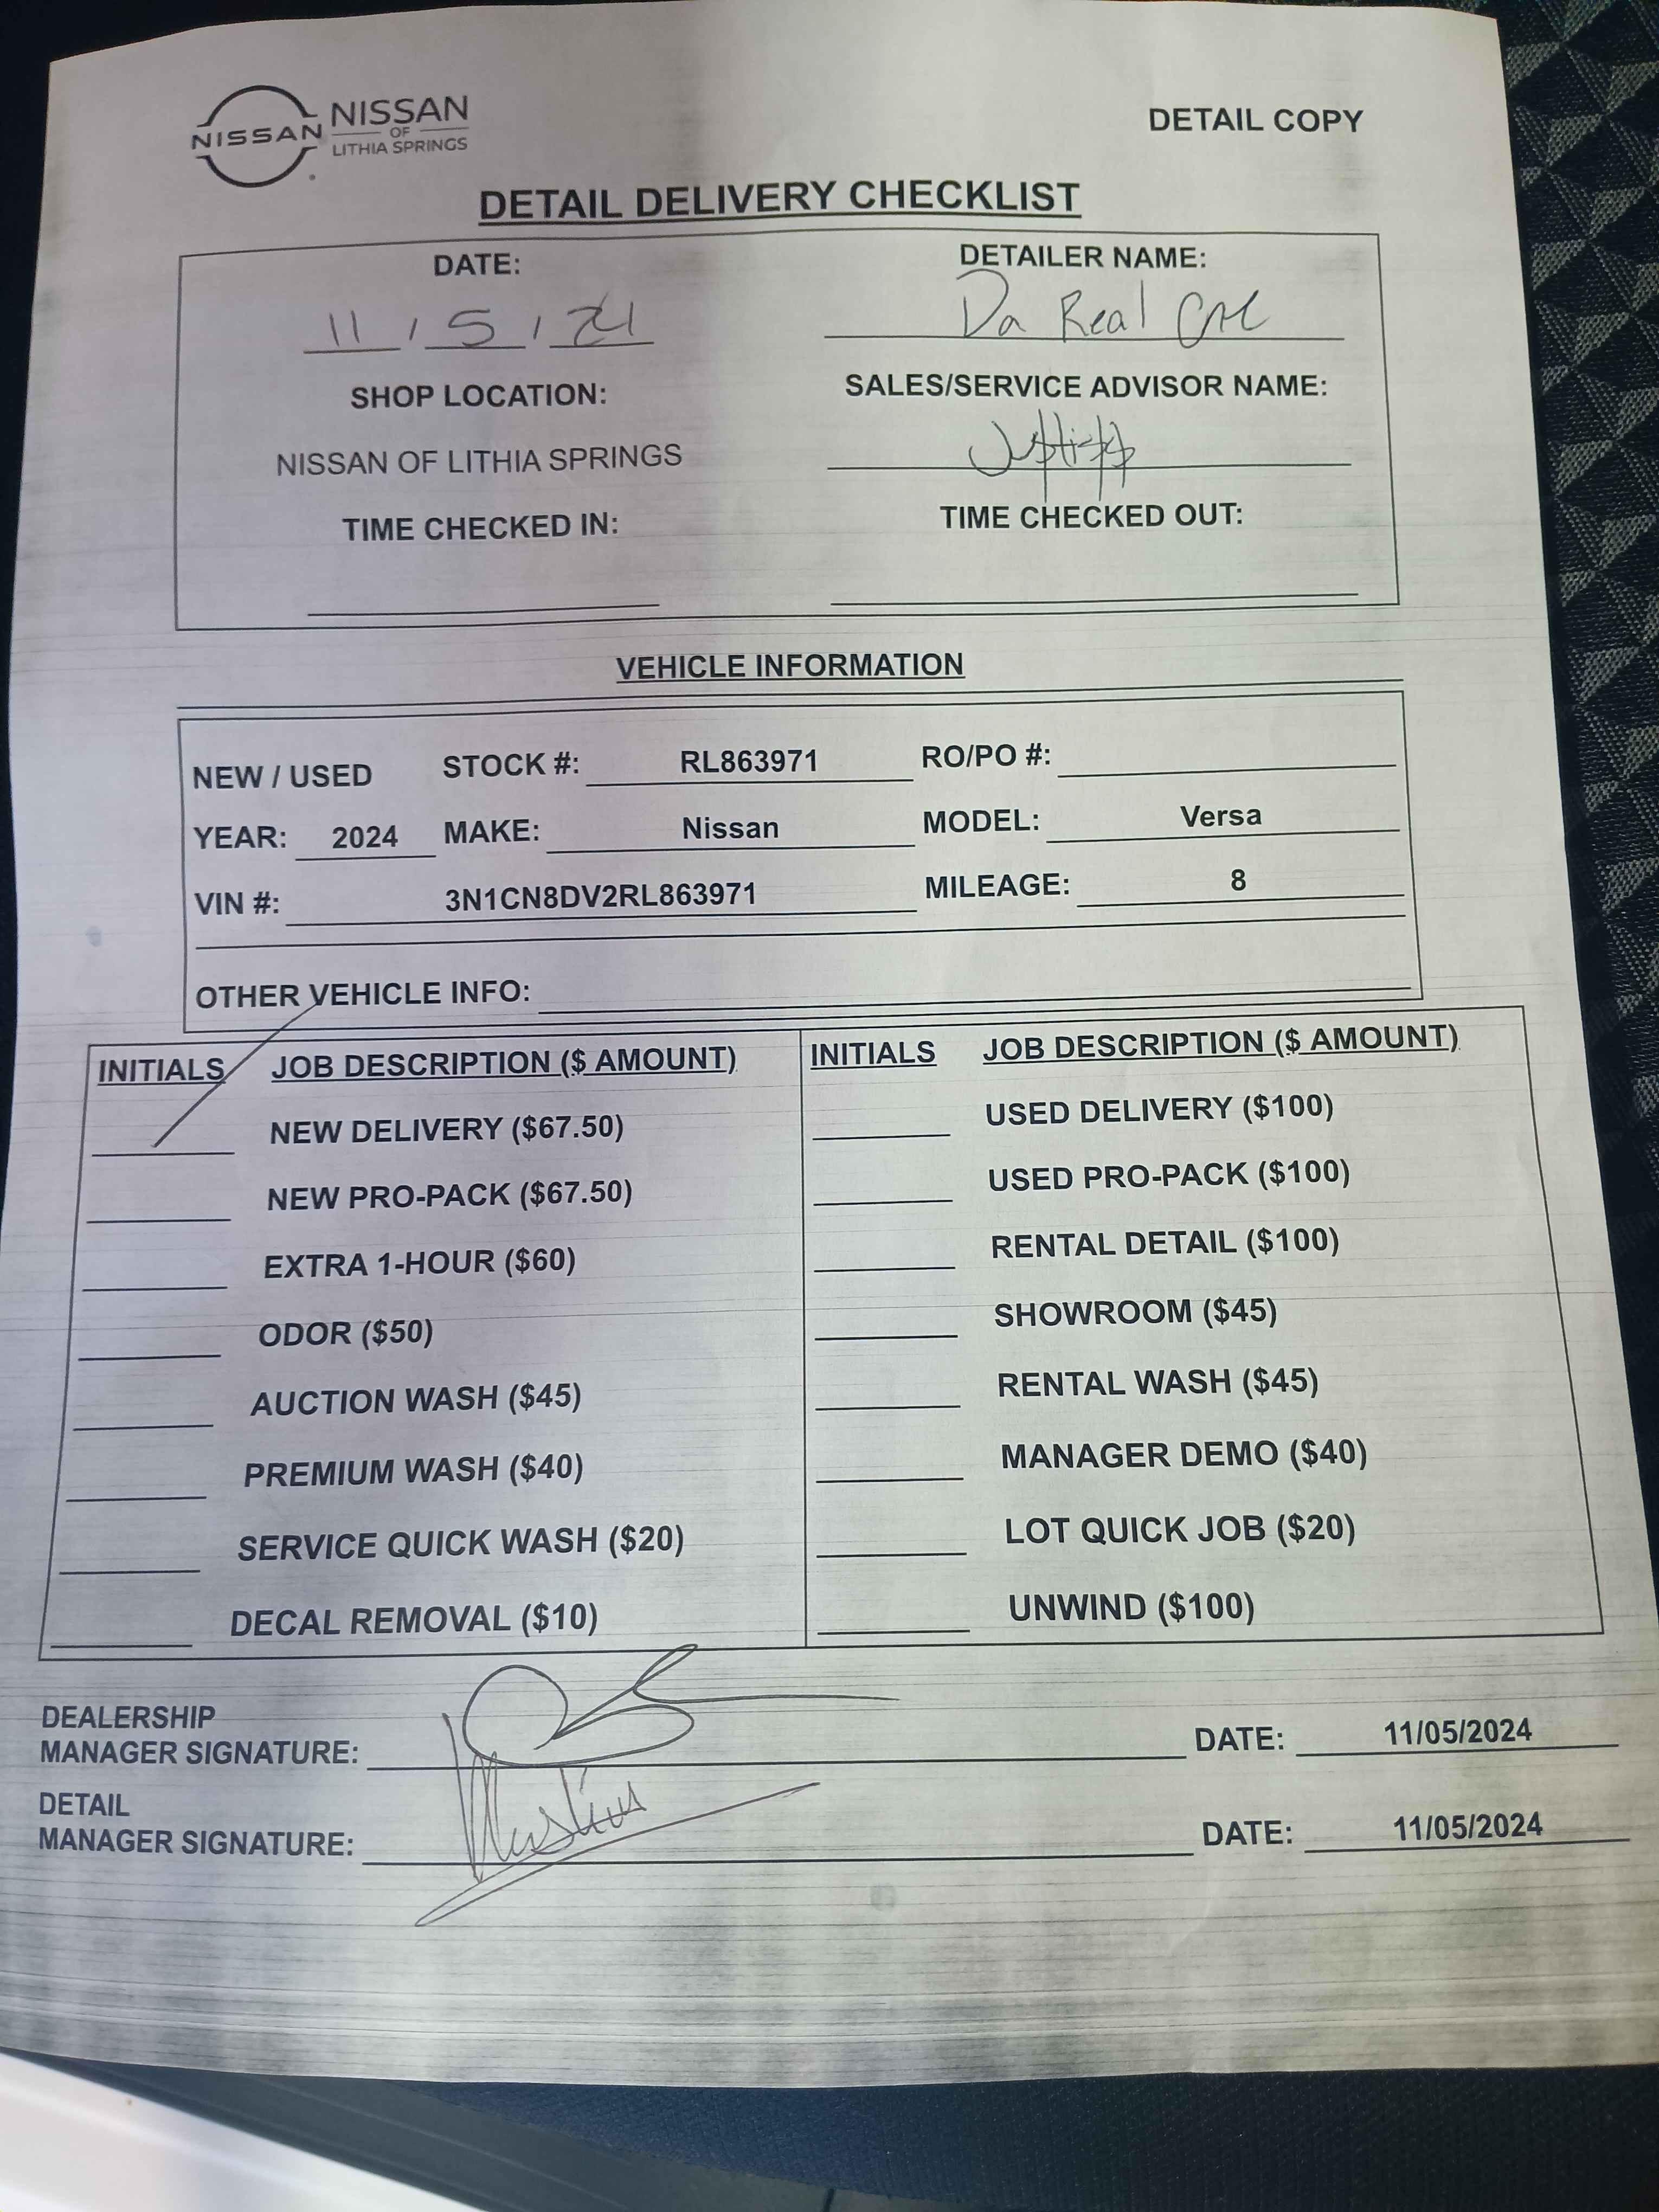 NISSAN
NISSAN
OF
LITHIA SPRINGS
DETAIL COPY
DETAIL DELIVERY CHECKLIST
DATE:
11 / 5 / 24
DETAILER NAME:
Da Real
SHOP LOCATION:
NISSAN OF LITHIA SPRINGS
SALES/SERVICE ADVISOR NAME:
TIME CHECKED IN:
TIME CHECKED OUT:
VEHICLE INFORMATION
NEW / USED STOCK #: RL863971 RO/PO #:
YEAR: 2024 MAKE: Nissan MODEL: Versa
VIN #: 3N1CN8DV2RL863971 MILEAGE: 8
OTHER VEHICLE INFO:
INITIALS JOB DESCRIPTION ($ AMOUNT)
NEW DELIVERY ($67.50)
NEW PRO-PACK ($67.50)
EXTRA 1-HOUR ($60)
ODOR ($50)
AUCTION WASH ($45)
PREMIUM WASH ($40)
SERVICE QUICK WASH ($20)
DECAL REMOVAL ($10)
INITIALS JOB DESCRIPTION ($ AMOUNT)
USED DELIVERY ($100)
USED PRO-PACK ($100)
RENTAL DETAIL ($100)
SHOWROOM ($45)
RENTAL WASH ($45)
MANAGER DEMO ($40)
LOT QUICK JOB ($20)
UNWIND ($100)
DEALERSHIP
MANAGER SIGNATURE: DATE: 11/05/2024
DETAIL
MANAGER SIGNATURE: DATE: 11/05/2024